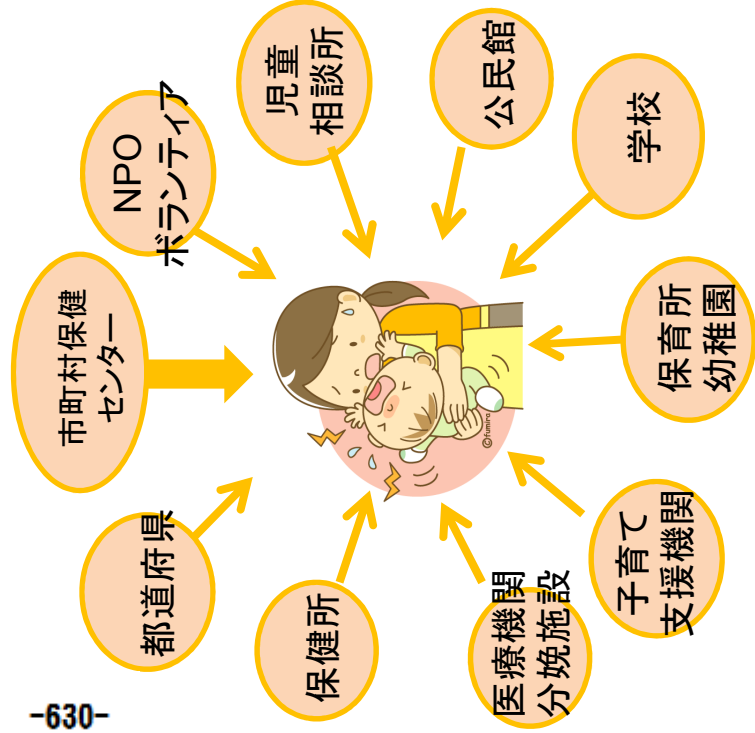 市町村保健
センター
都道府県
NPO
ボランティア
保健所
児童
相談所
公民館
医療機関
分娩施設
学校
子育て
支援機関
保育所
幼稚園
©fumira
-630-